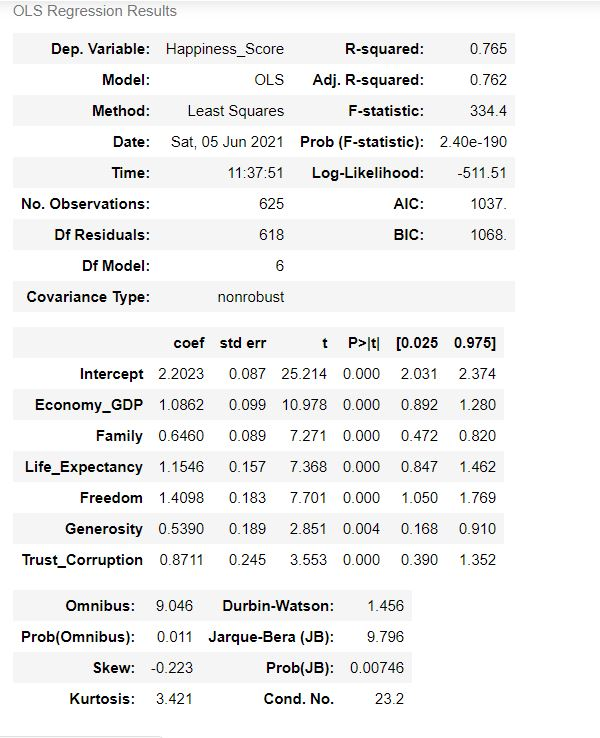 OLS Regression Results
Dep. Variable: Happiness_Score R-squared: 0.765
Model: OLS Adj. R-squared: 0.762
Method: Least Squares F-statistic: 334.4
Date: Sat, 05 Jun 2021 Prob (F-statistic): 2.40e-190
Time: 11:37:51 Log-Likelihood: -511.51
No. Observations: 625 AIC: 1037.
Df Residuals: 618 BIC: 1068.
Df Model: 6
Covariance Type: nonrobust
coef std err t P>|t| [0.025 0.975]
Intercept 2.2023 0.087 25.214 0.000 2.031 2.374
Economy_GDP 1.0862 0.099 10.978 0.000 0.892 1.280
Family 0.6460 0.089 7.271 0.000 0.472 0.820
Life_Expectancy 1.1546 0.157 7.368 0.000 0.847 1.462
Freedom 1.4098 0.183 7.701 0.000 1.050 1.769
Generosity 0.5390 0.189 2.851 0.004 0.168 0.910
Trust_Corruption 0.8711 0.245 3.553 0.000 0.390 1.352
Omnibus: 9.046 Durbin-Watson: 1.456
Prob(Omnibus): 0.011 Jarque-Bera (JB): 9.796
Skew: -0.223 Prob(JB): 0.00746
Kurtosis: 3.421 Cond. No. 23.2